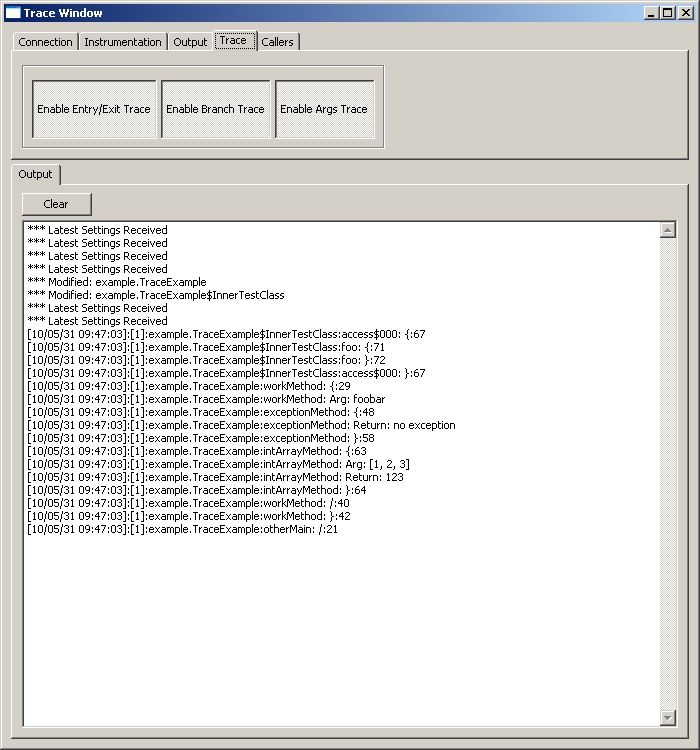 Trace Window
Connection Instrumentation Output Trace Callers
Enable Entry/Exit Trace Enable Branch Trace Enable Args Trace
Output
Clear
*** Latest Settings Received
*** Latest Settings Received
*** Latest Settings Received
*** Latest Settings Received
*** Modified: example.TraceExample
*** Modified: example.TraceExample$InnerTestClass
*** Latest Settings Received
*** Latest Settings Received
[10/05/31 09:47:03]:[1]:example.TraceExample$InnerTestClass:access$000: {:67
[10/05/31 09:47:03]:[1]:example.TraceExample$InnerTestClass:foo: {:71
[10/05/31 09:47:03]:[1]:example.TraceExample$InnerTestClass:foo: }:72
[10/05/31 09:47:03]:[1]:example.TraceExample$InnerTestClass:access$000: }:67
[10/05/31 09:47:03]:[1]:example.TraceExample:workMethod: {:29
[10/05/31 09:47:03]:[1]:example.TraceExample:workMethod: Arg: foobar
[10/05/31 09:47:03]:[1]:example.TraceExample:exceptionMethod: {:48
[10/05/31 09:47:03]:[1]:example.TraceExample:exceptionMethod: Return: no exception
[10/05/31 09:47:03]:[1]:example.TraceExample:exceptionMethod: }:58
[10/05/31 09:47:03]:[1]:example.TraceExample:intArrayMethod: {:63
[10/05/31 09:47:03]:[1]:example.TraceExample:intArrayMethod: Arg: [1, 2, 3]
[10/05/31 09:47:03]:[1]:example.TraceExample:intArrayMethod: Return: 123
[10/05/31 09:47:03]:[1]:example.TraceExample:intArrayMethod: }:64
[10/05/31 09:47:03]:[1]:example.TraceExample:workMethod: /:40
[10/05/31 09:47:03]:[1]:example.TraceExample:workMethod: }:42
[10/05/31 09:47:03]:[1]:example.TraceExample:otherMain: /:21